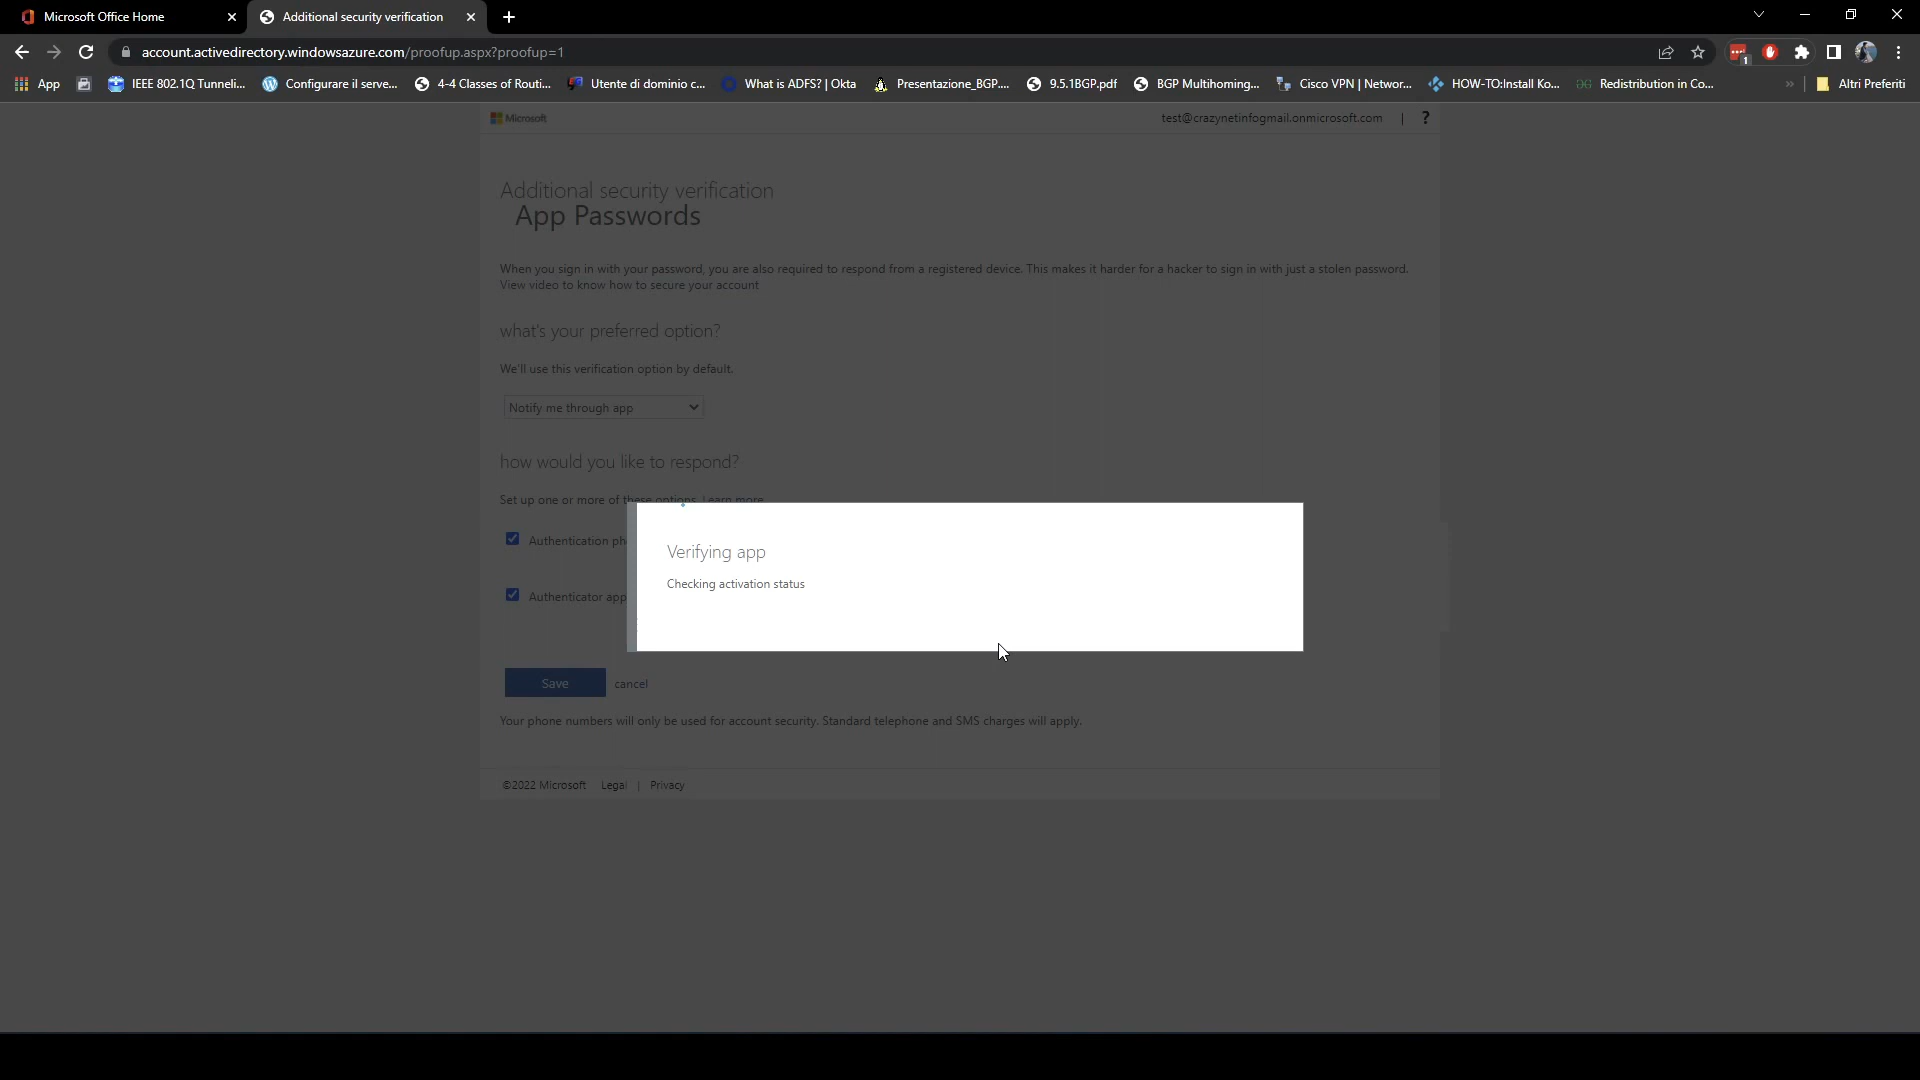 Microsoft Office Home
Additional security verification
account.activedirectory.windowsazure.com/proofup.aspx?proofup=1
1
App
IEEE 802.1Q Tunneli...
Configurare il serve...
4-4 Classes of Routi...
Utente di dominio c...
What is ADFS? | Okta
Presentazione_BGP....
9.5.1BGP.pdf
BGP Multihoming...
Cisco VPN | Networ...
HOW-TO:Install Ko...
Redistribution in Co...
»
Altri Preferiti
Microsoft
test@crazynetinfogmail.onmicrosoft.com | ?
Additional security verification
App Passwords
When you sign in with your password, you are also required to respond from a registered device. This makes it harder for a hacker to sign in with just a stolen password.
View video to know how to secure your account
what's your preferred option?
We'll use this verification option by default.
Notify me through app
how would you like to respond?
Set up one or more of these options. Learn more
Authentication ph
Verifying app
Checking activation status
Authenticator app
Save
cancel
Your phone numbers will only be used for account security. Standard telephone and SMS charges will apply.
©2022 Microsoft Legal | Privacy